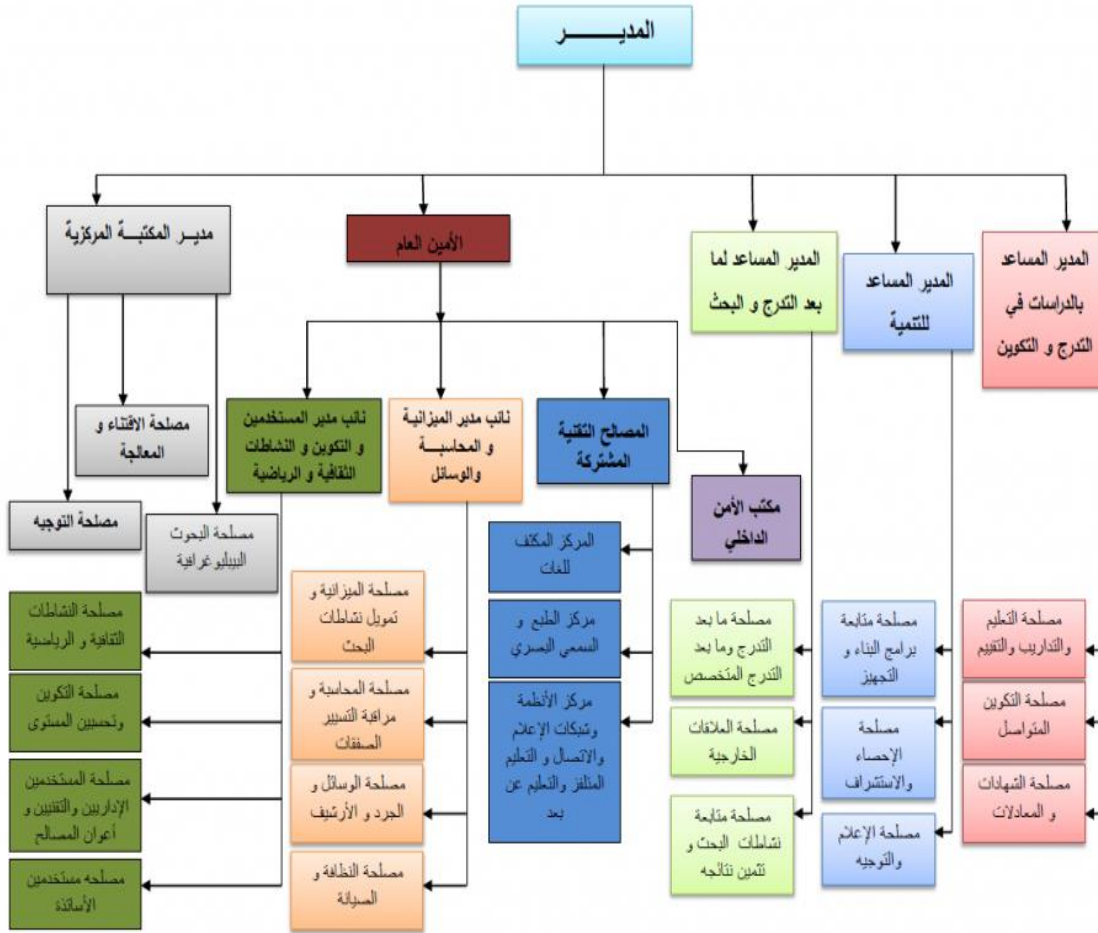 المديــــــر
المدير المساعد
بالدراسات في
التدرج و التكوين
المدير المساعد
للتنمية
المدير المساعد لما
بعد التدرج و البحث
الأمين العام
مديـر المكتبـــة المركزية
مصلحة الاقتناء و
المعالجة
مصلحة التوجيه
مصلحة البحوث
البيبليوغرافية
نائب مدير المستخدمين
و التكوين و النشاطات
الثقافية و الرياضية
نائب مدير الميزانية
و المحاسبـــة
والوسائل
المصالح التقنية
المشتركة
مكتب الأمن
الداخلي
المركز المكثف
للغات
مركز الطبع و
السمعي البصري
مركز الأنظمة
وشبكات الإعلام
والاتصال و التعليم
المتلفز والتعليم عن
بعد
مصلحة التعليم
والتداريب والتقييم
مصلحة التكوين
المتواصل
مصلحة الشهادات
و المعادلات
مصلحة متابعة
برامج البناء و
التجهيز
مصلحة
الإحصاء
والاستشراف
مصلحة الإعلام
والتوجيه
مصلحة ما بعد
التدرج وما بعد
التدرج المتخصص
مصلحة العلاقات
الخارجية
مصلحة متابعة
نشاطات البحث و
تثمين نتائجه
مصلحة الميزانية و
تمويل نشاطات
البحث
مصلحة المحاسبة و
مراقبة التسيير
الصفقات
مصلحة الوسائل و
الجرد و الأرشيف
مصلحة النظافة و
الصيانة
مصلحة النشاطات
الثقافية و الرياضية
مصلحة التكوين
وتحسين المستوى
مصلحة المستخدمين
الإداريين والتقنيين و
أعوان المصالح
مصلحه مستخدمين
الأساتذة